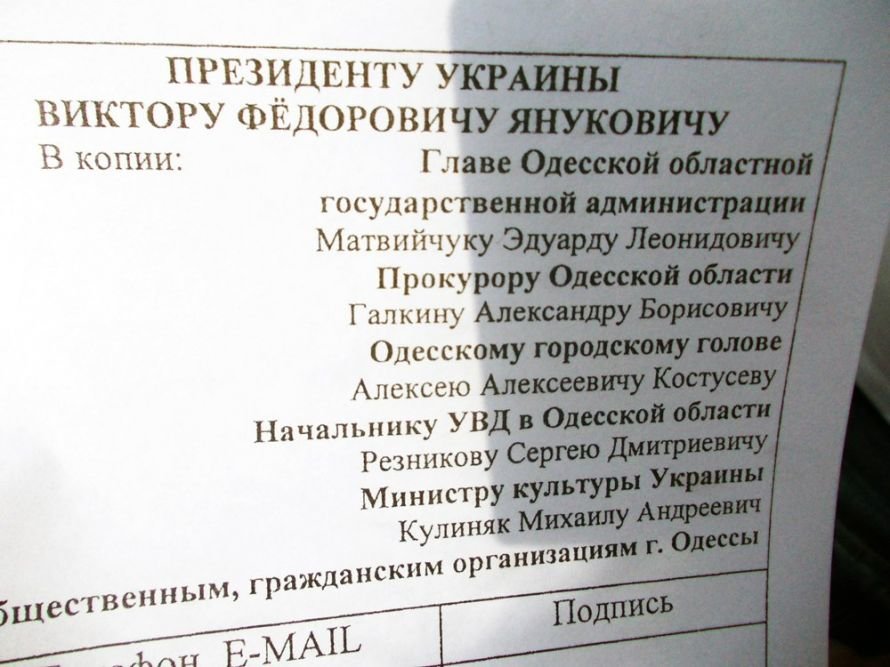 ПРЕЗИДЕНТУ УКРАИНЫ
ВИКТОРУ ФЁДОРОВИЧУ ЯНУКОВИЧУ
В копии: Главе Одесской областной
государственной администрации
Матвийчуку Эдуарду Леонидовичу
Прокурору Одесской области
Галкину Александру Борисовичу
Одесскому городскому голове
Алексею Алексеевичу Костусеву
Начальнику УВД в Одесской области
Резникову Сергею Дмитриевичу
Министру культуры Украины
Кулиняк Михаилу Андреевич
бщественным, гражданским организациям г. Одессы
E-MAIL Подпись